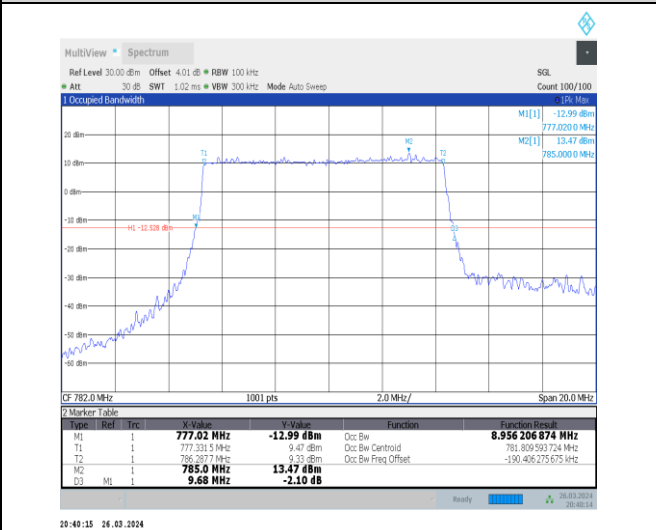 MultiView Spectrum
Ref Level 30.00 dBm Offset 4.01 dB RBW 100 kHz SGL
Att 30 dB SWT 1.02 ms VBW 300 kHz Mode Auto Sweep Count 100/100
1 Occupied Bandwidth 1Pk Max
M1[1] -12.99 dBm
777.0200 MHz
M2[1] 13.47 dBm
785.0000 MHz
20 dBm
T1 M2 T2
10 dBm
0 dBm
-10 dBm
M1
H1 -12.528 dBm D3
-20 dBm
-30 dBm
-40 dBm
-50 dBm
-60 dBm
CF 782.0 MHz 1001 pts 2.0 MHz/ Span 20.0 MHz
2 Marker Table
Type Ref Trc X-Value Y-Value Function Function Result
M1 1 777.02 MHz -12.99 dBm Occ Bw 8.956 206 874 MHz
T1 1 777.3315 MHz 9.47 dBm Occ Bw Centroid 781.809 593 724 MHz
T2 1 786.2877 MHz 9.33 dBm Occ Bw Freq Offset -190.406 275 675 kHz
M2 1 785.0 MHz 13.47 dBm
D3 M1 1 9.68 MHz -2.10 dB
Ready 26.03.2024
20:40:14
20:40:15 26.03.2024